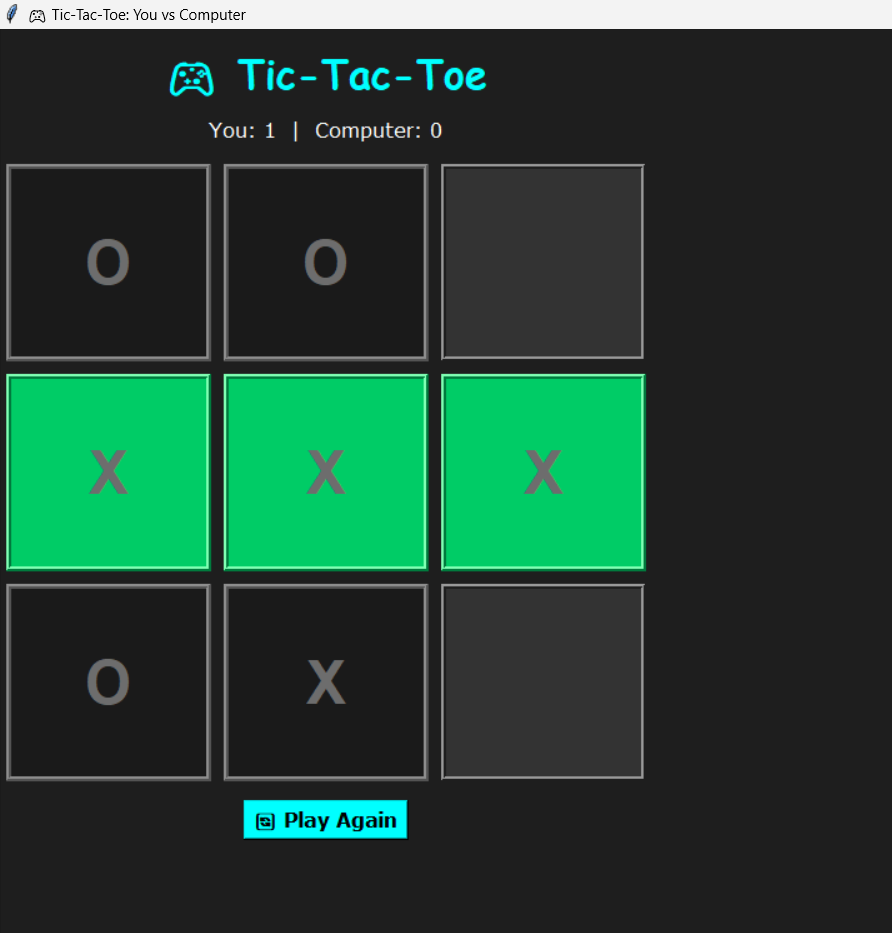 Tic-Tac-Toe: You vs Computer
Tic-Tac-Toe
You: 1 | Computer: 0
O O
X X X
O X
Play Again